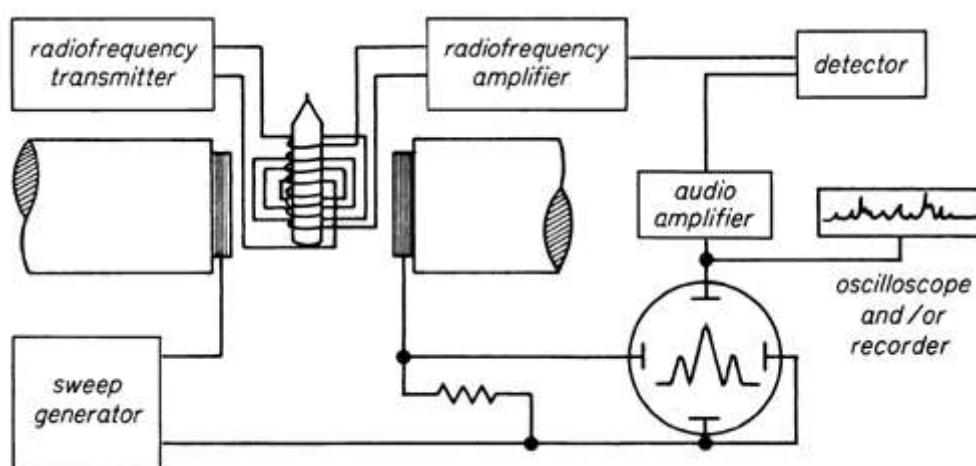 radiofrequency
transmitter
radiofrequency
amplifier
detector
audio
amplifier
oscilloscope
and/or
recorder
sweep
generator